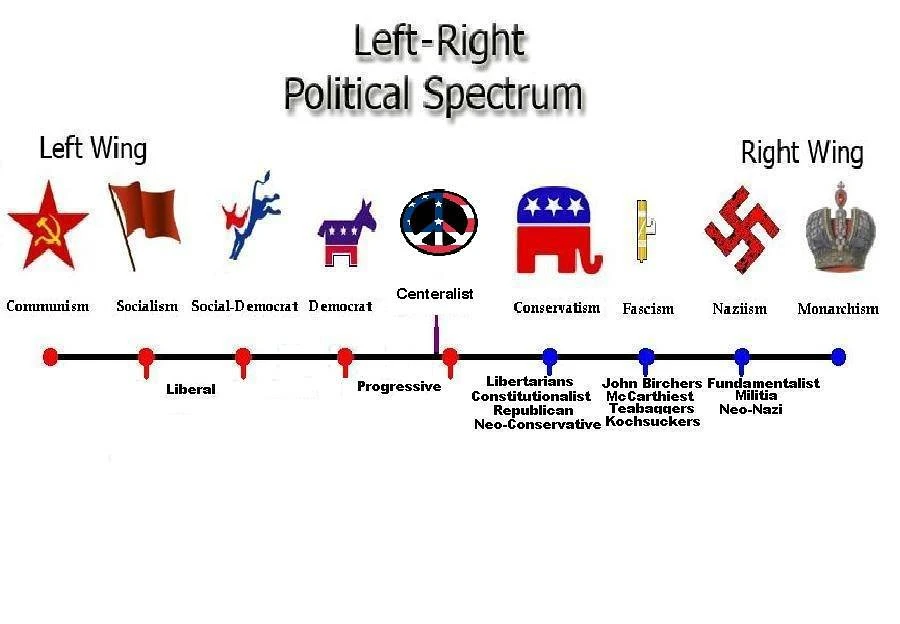 Left-Right
Political Spectrum
Left Wing
Right Wing
Communism
Socialism
Social-Democrat
Democrat
Centeralist
Conservatism
Fascism
Naziism
Monarchism
Liberal
Progressive
Libertarians
Constitutionalist
Republican
Neo-Conservative
John Birchers
McCarthiest
Teabaggers
Kochsuckers
Fundamentalist
Militia
Neo-Nazi